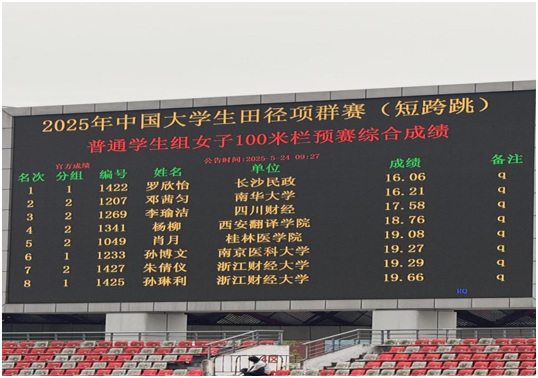 2025年中国大学生田径项群赛（短跨跳）
普通学生组女子100米栏预赛综合成绩
官方成绩 公告时间:2025-5-24 09:27
名次 分组 编号 姓名 单位 成绩 备注
1 1 1422 罗欣怡 长沙民政 16.06 q
2 2 1207 邓茜匀 南华大学 16.21 q
3 2 1269 李瑜洁 四川财经 17.58 q
4 2 1341 杨柳 西安翻译学院 18.76 q
5 2 1049 肖月 桂林医学院 19.08 q
6 1 1233 孙博文 南京医科大学 19.27 q
7 2 1427 朱倩仪 浙江财经大学 19.29 q
8 1 1425 孙琳利 浙江财经大学 19.66 q